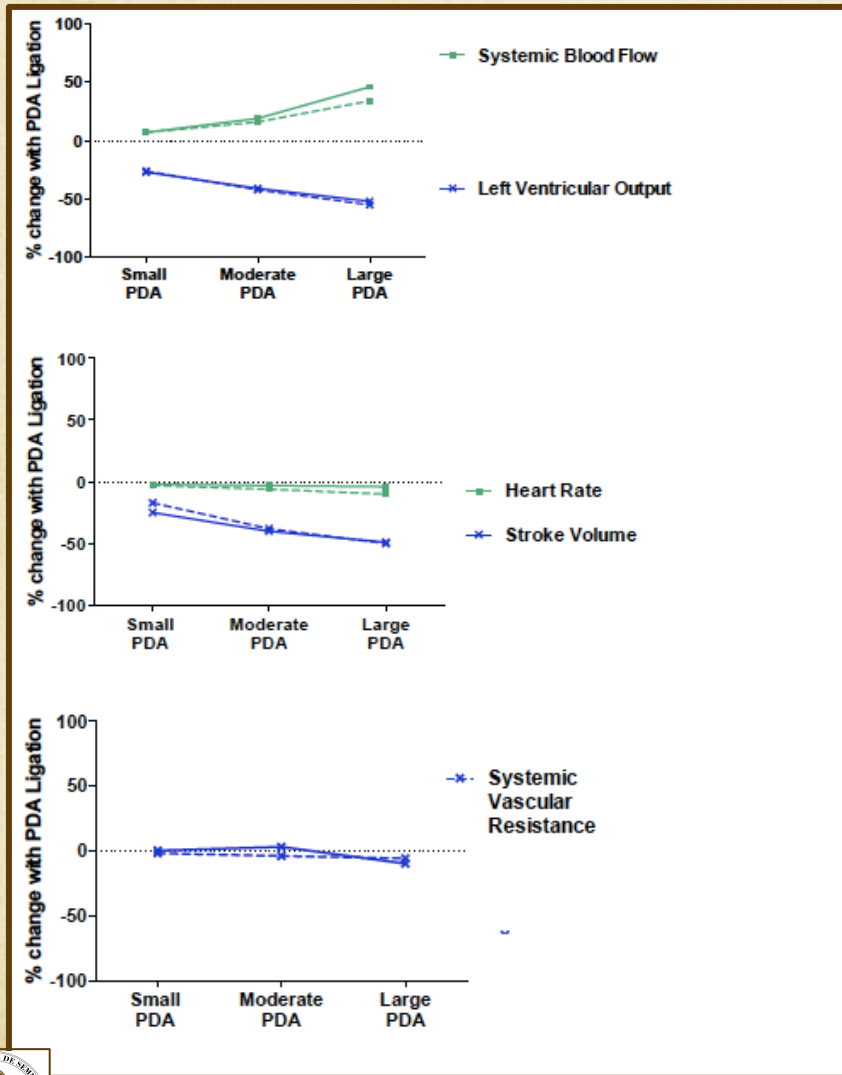 % change with PDA Ligation
100
50
0
-50
-100
Small
PDA
Moderate
PDA
Large
PDA
Systemic Blood Flow
Left Ventricular Output
% change with PDA Ligation
100
50
0
-50
-100
Small
PDA
Moderate
PDA
Large
PDA
Heart Rate
Stroke Volume
% change with PDA Ligation
100
50
0
-50
-100
Small
PDA
Moderate
PDA
Large
PDA
Systemic
Vascular
Resistance